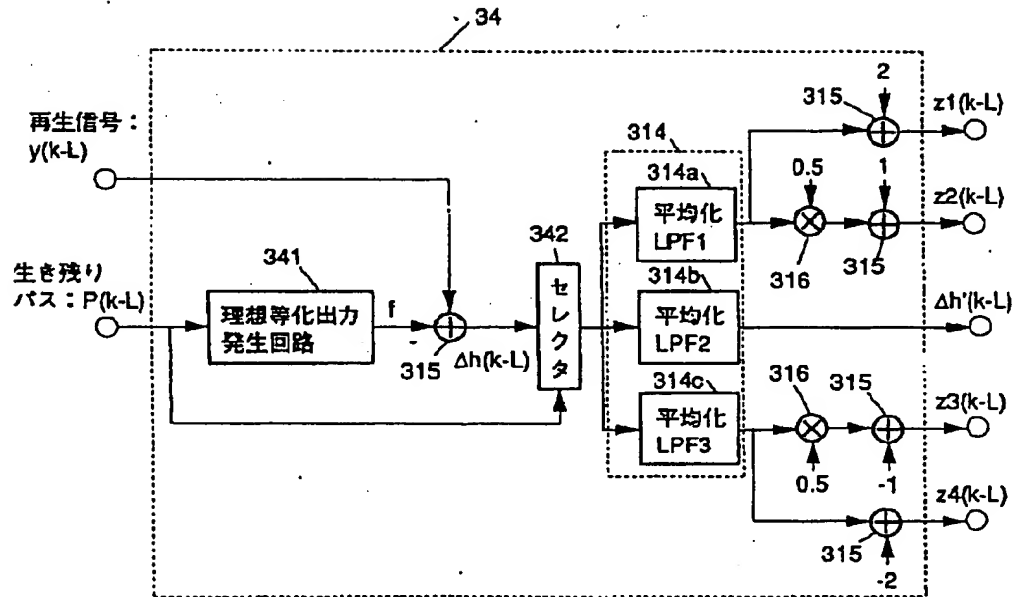 34
再生信号:
y(k-L)
生き残り
パス:P(k-L)
341
理想等化出力
発生回路
f
315
Δh(k-L)
342
セレクタ
314
314a
平均化
LPF1
314b
平均化
LPF2
314c
平均化
LPF3
2
315
z1(k-L)
0.5
1
z2(k-L)
316
315
Δh'(k-L)
316
315
z3(k-L)
0.5
-1
z4(k-L)
315
-2